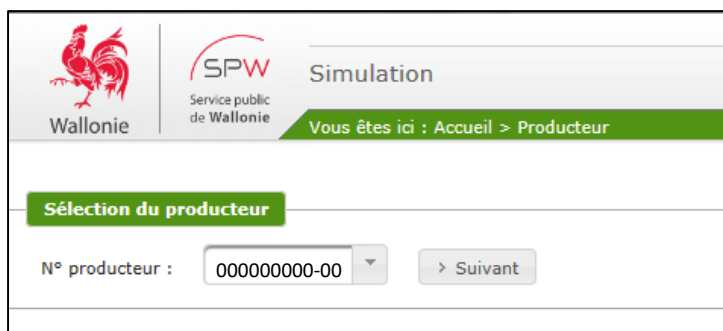 Wallonie
SPW
Service public
de Wallonie
Simulation
Vous êtes ici : Accueil > Producteur
Sélection du producteur
N° producteur : 000000000-00 > Suivant